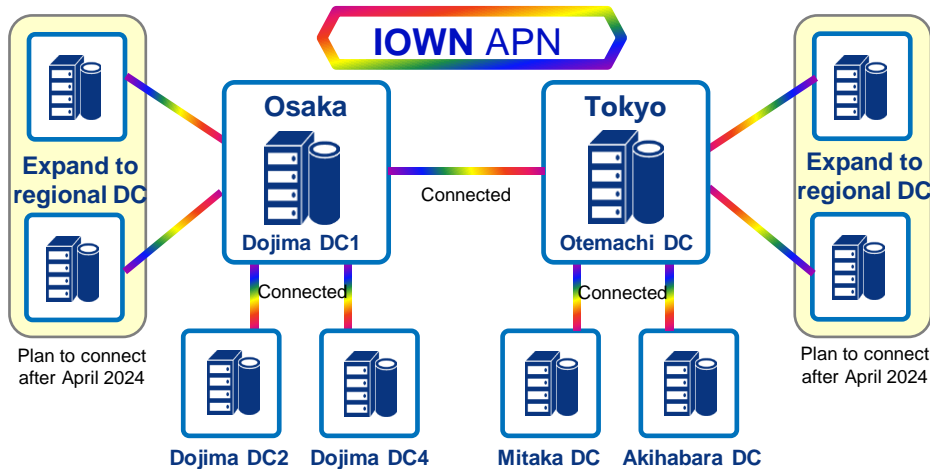 IOWN APN
Osaka
Dojima DC1
Tokyo
Otemachi DC
Connected
Expand to
regional DC
Expand to
regional DC
Connected
Connected
Plan to connect
after April 2024
Plan to connect
after April 2024
Dojima DC2
Dojima DC4
Mitaka DC
Akihabara DC